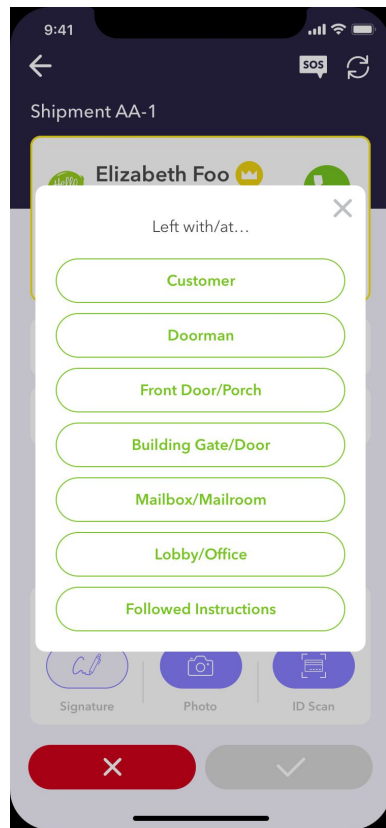 9:41
SOS
Shipment AA-1
Hello
Elizabeth Foo
Left with/at...
Customer
Doorman
Front Door/Porch
Building Gate/Door
Mailbox/Mailroom
Lobby/Office
Followed Instructions
Signature
Photo
ID Scan